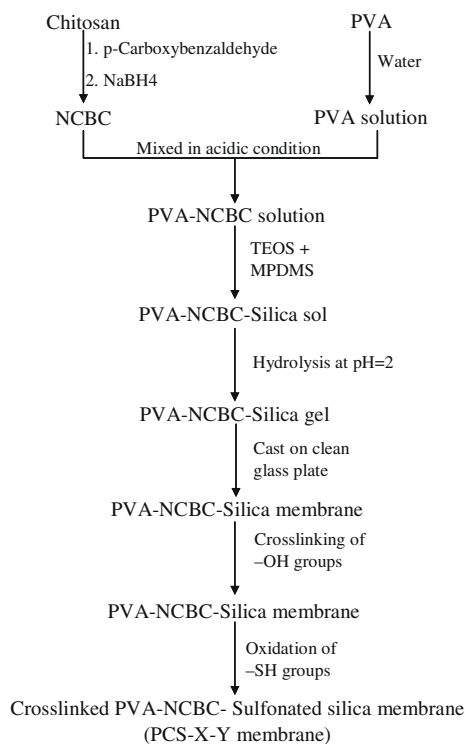 Chitosan
PVA
1. p-Carboxybenzaldehyde
2. NaBH4
Water
NCBC
PVA solution
Mixed in acidic condition
PVA-NCBC solution
TEOS +
MPDMS
PVA-NCBC-Silica sol
Hydrolysis at pH=2
PVA-NCBC-Silica gel
Cast on clean
glass plate
PVA-NCBC-Silica membrane
Crosslinking of
–OH groups
PVA-NCBC-Silica membrane
Oxidation of
–SH groups
Crosslinked PVA-NCBC- Sulfonated silica membrane
(PCS-X-Y membrane)